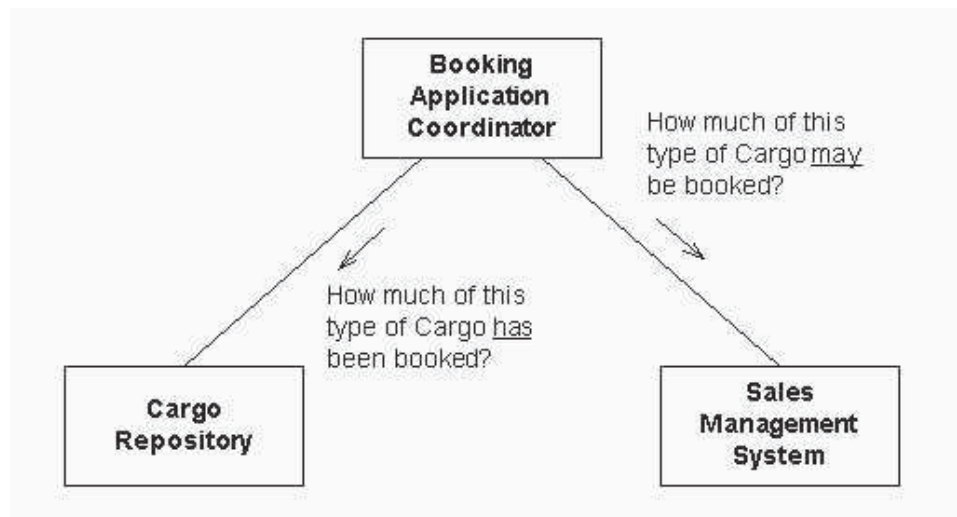 Booking
Application
Coordinator
How much of this
type of Cargo may
be booked?
How much of this
type of Cargo has
been booked?
Cargo
Repository
Sales
Management
System